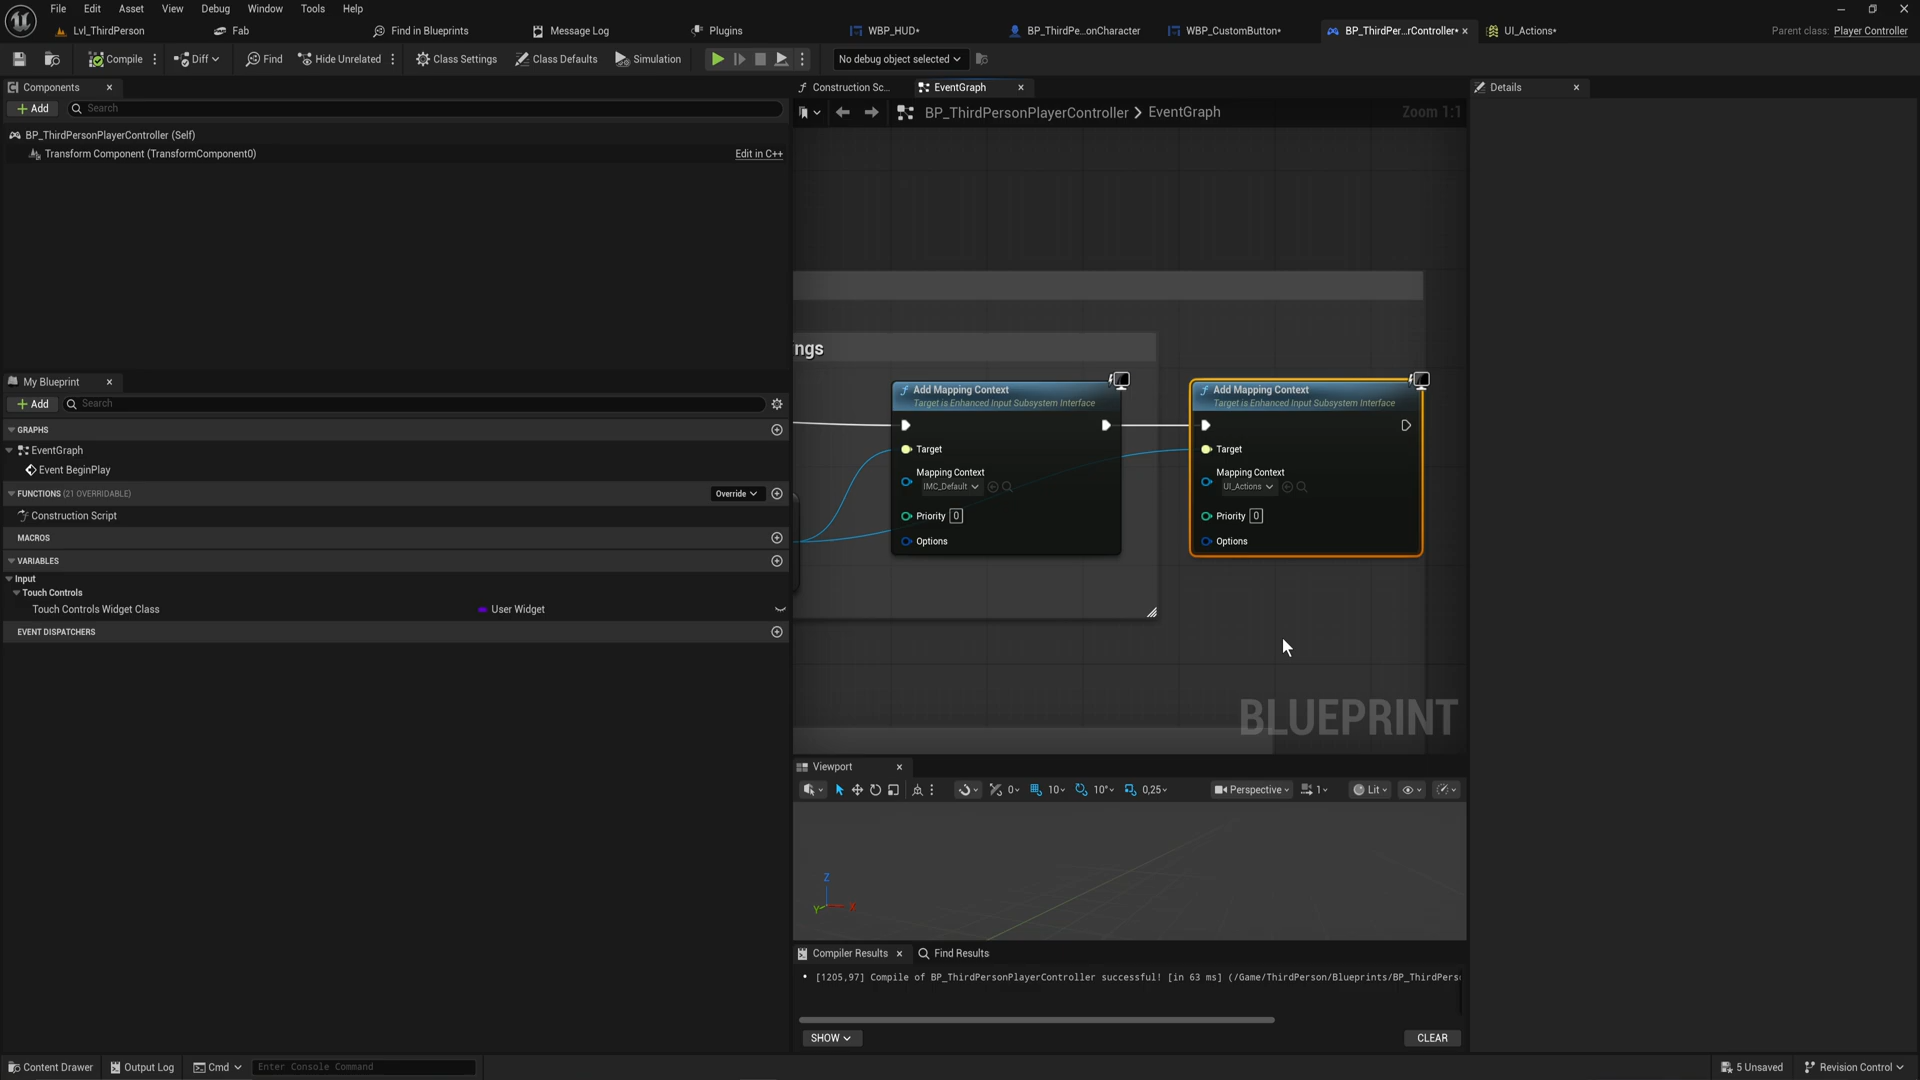 File Edit Asset View Debug Window Tools Help
Lvl_ThirdPerson Fab Find in Blueprints Message Log Plugins WBP_HUD* BP_ThirdPe...onCharacter WBP_CustomButton* BP_ThirdPer...rController* UI_Actions* Parent class: Player Controller
Compile Diff Find Hide Unrelated Class Settings Class Defaults Simulation No debug object selected
Components
Add Search
BP_ThirdPersonPlayerController (Self)
Transform Component (TransformComponent0) Edit in C++
My Blueprint
Add Search
GRAPHS
EventGraph
Event BeginPlay
FUNCTIONS (21 OVERRIDABLE) Override
Construction Script
MACROS
VARIABLES
Input
Touch Controls
Touch Controls Widget Class User Widget
EVENT DISPATCHERS
Construction Sc... EventGraph
BP_ThirdPersonPlayerController > EventGraph Zoom 1:1
ngs
Add Mapping Context
Target is Enhanced Input Subsystem Interface
Target
Mapping Context
IMC_Default
Priority 0
Options
Add Mapping Context
Target is Enhanced Input Subsystem Interface
Target
Mapping Context
UI_Actions
Priority 0
Options
BLUEPRINT
Viewport
0 10 10° 0,25 Perspective 1 Lit
Z
Y X
Compiler Results Find Results
[1205,97] Compile of BP_ThirdPersonPlayerController successful! [in 63 ms] (/Game/ThirdPerson/Blueprints/BP_ThirdPers
SHOW CLEAR
Details
Content Drawer Output Log Cmd Enter Console Command 5 Unsaved Revision Control